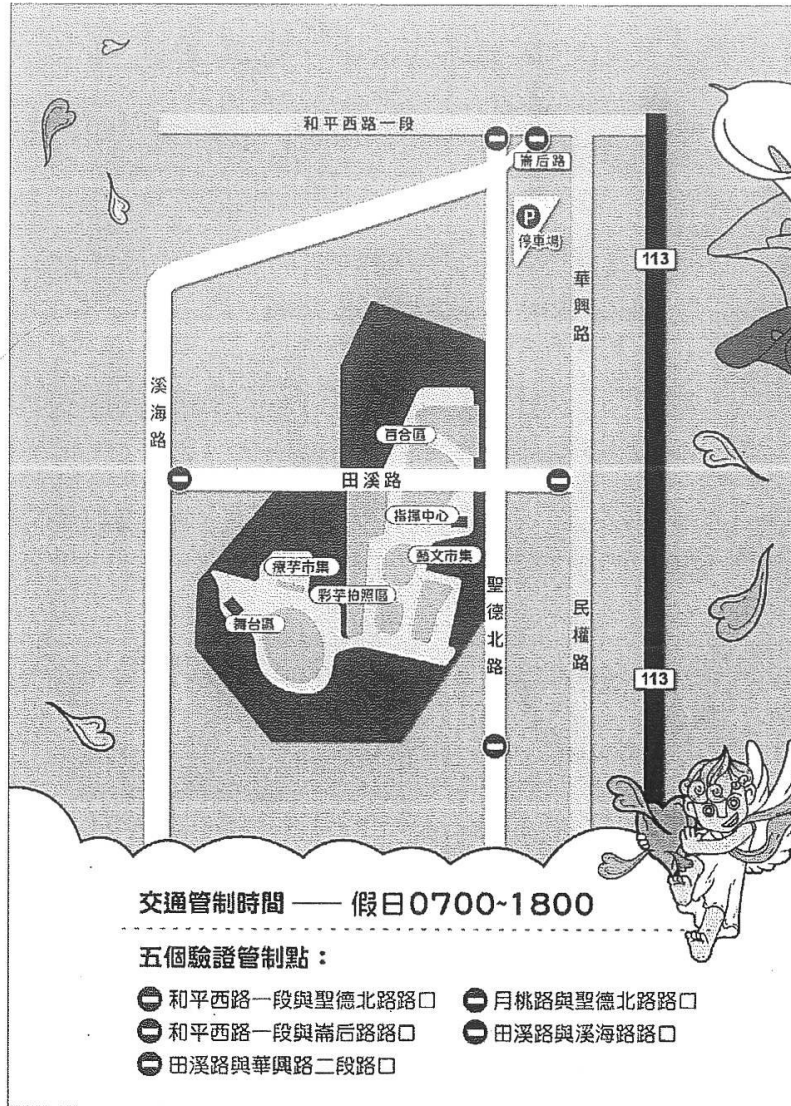 和平西路一段
崙后路
P
停車場
113
華興路
溪海路
百合區
田溪路
指揮中心
藝文市集
療芋市集
彩芋拍照區
舞台區
聖德北路
民權路
113
交通管制時間 —— 假日0700~1800
五個驗證管制點：
和平西路一段與聖德北路路口
月桃路與聖德北路路口
和平西路一段與崙后路路口
田溪路與溪海路路口
田溪路與華興路二段路口